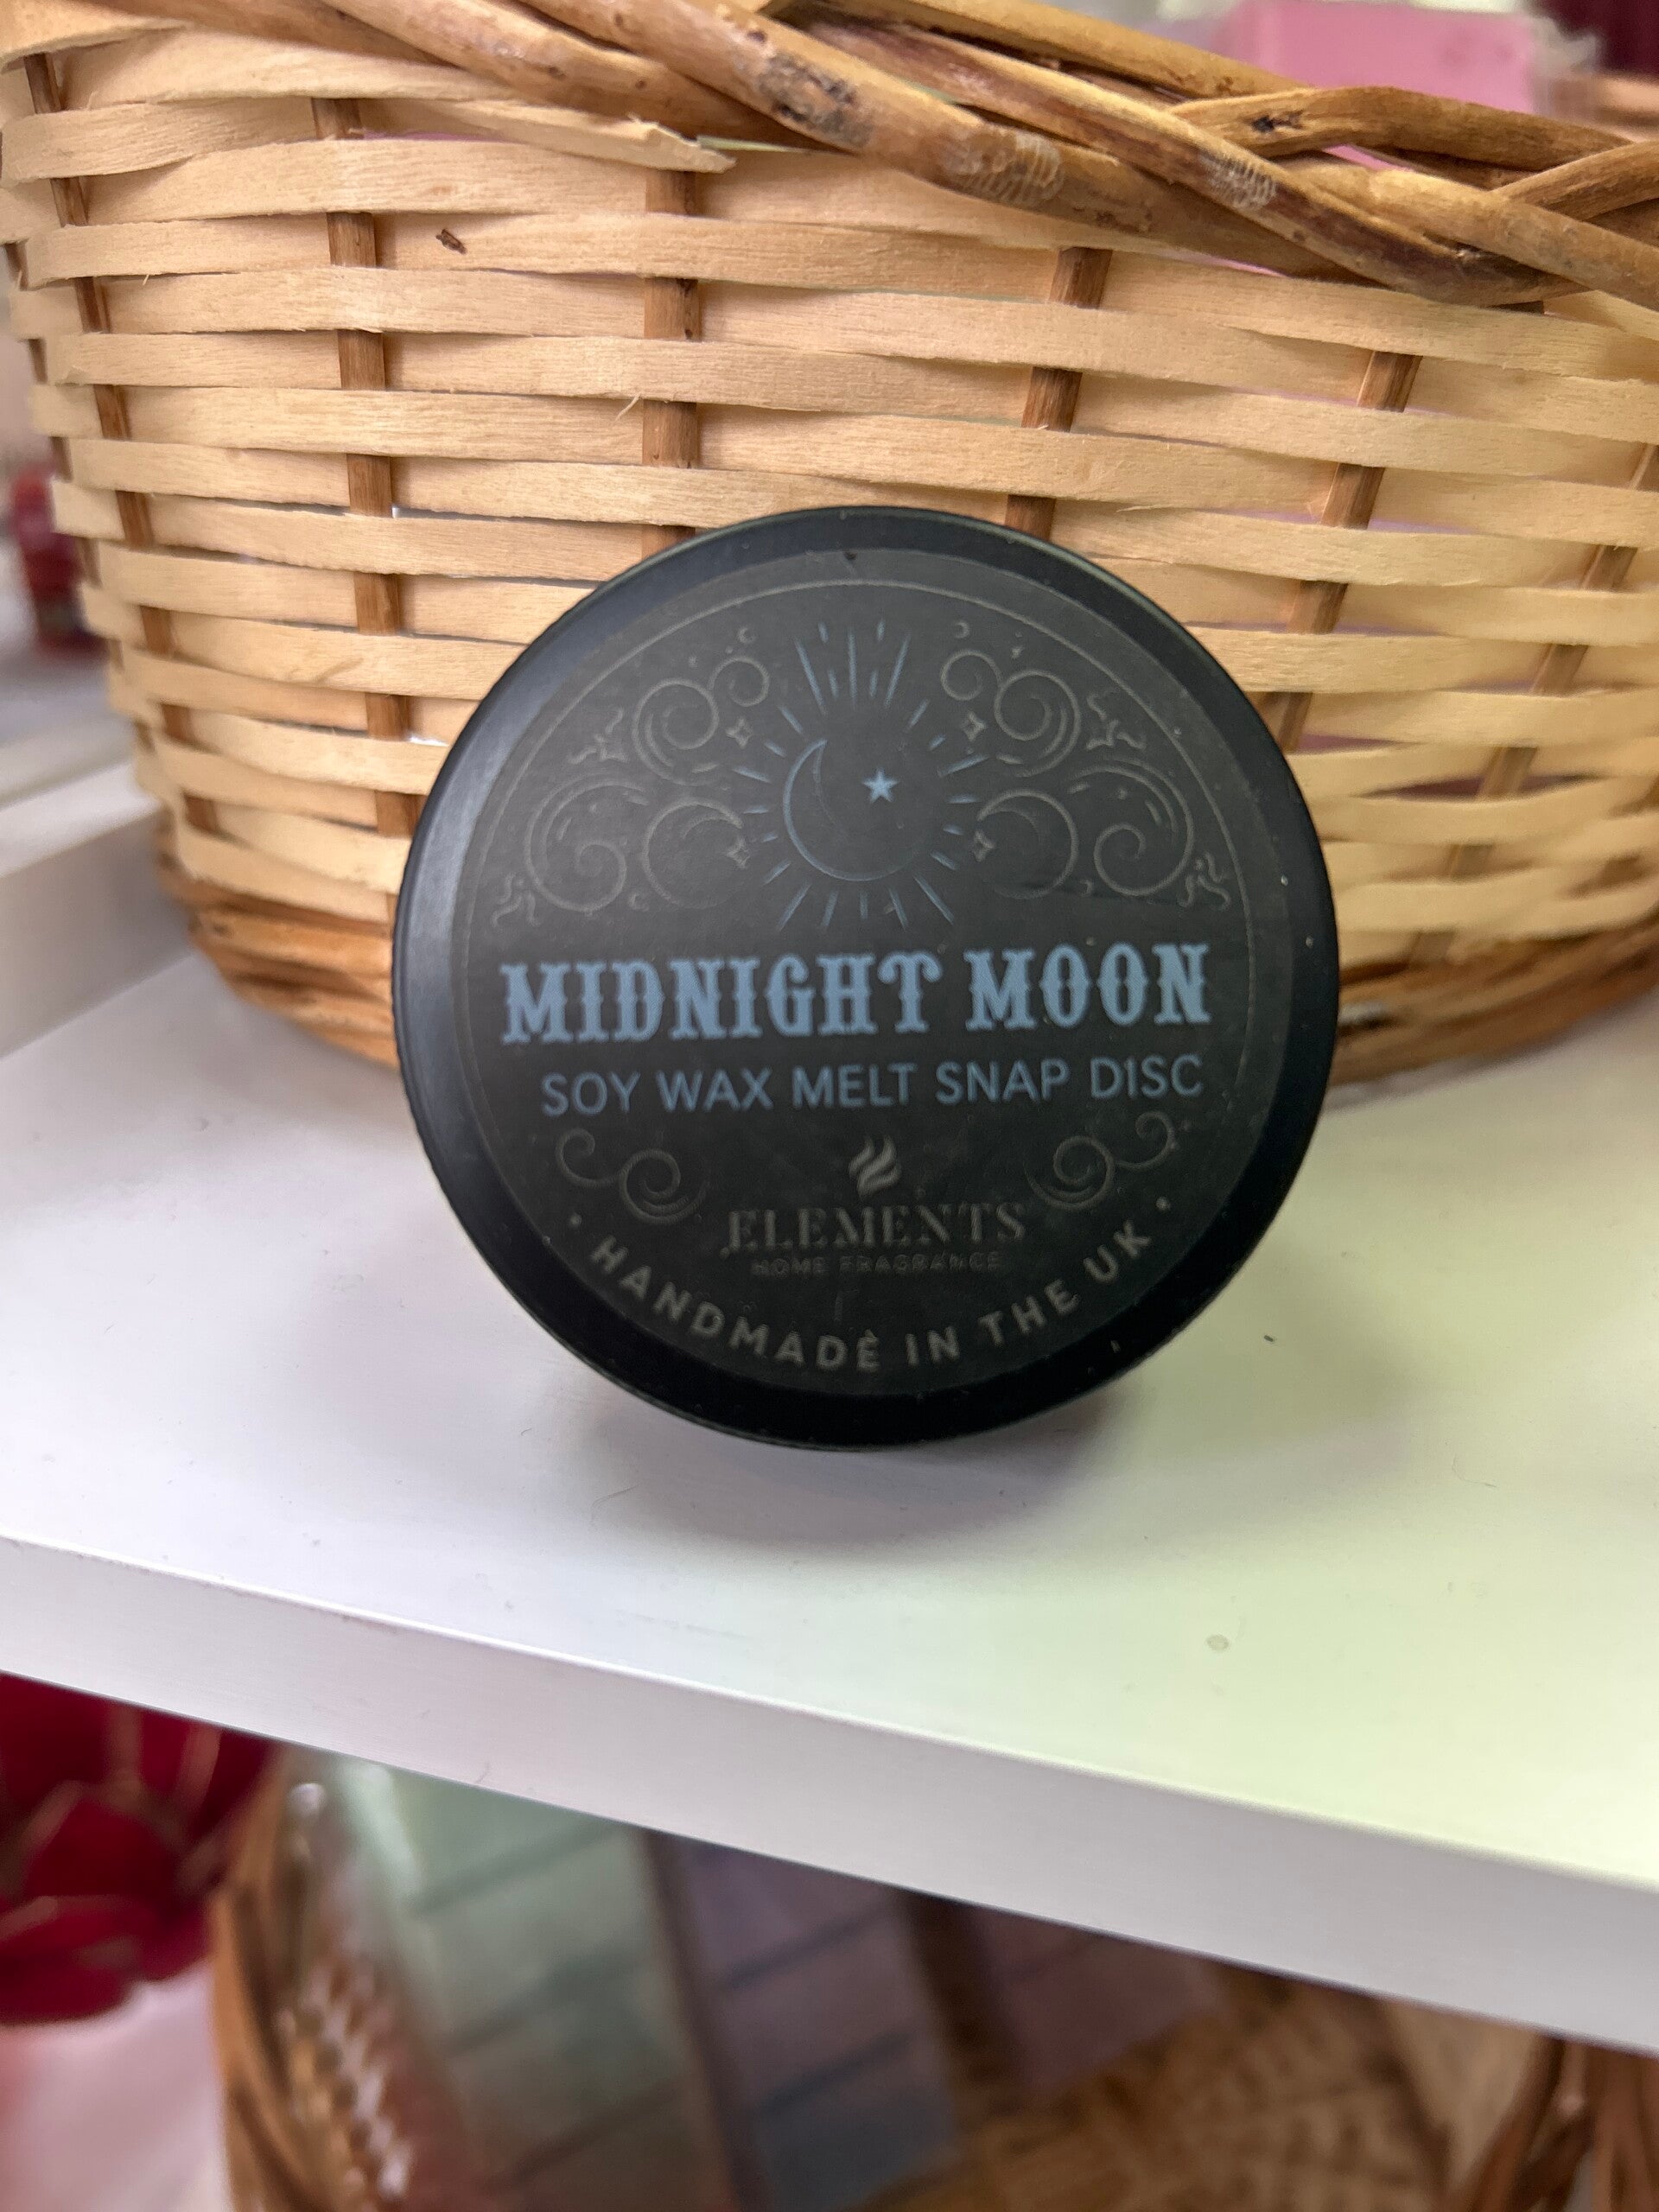 MIDNIGHT MOON
SOY WAX MELT SNAP DISC
ELEMENTS
HOME FRAGRANCE
• HANDMADE IN THE UK •